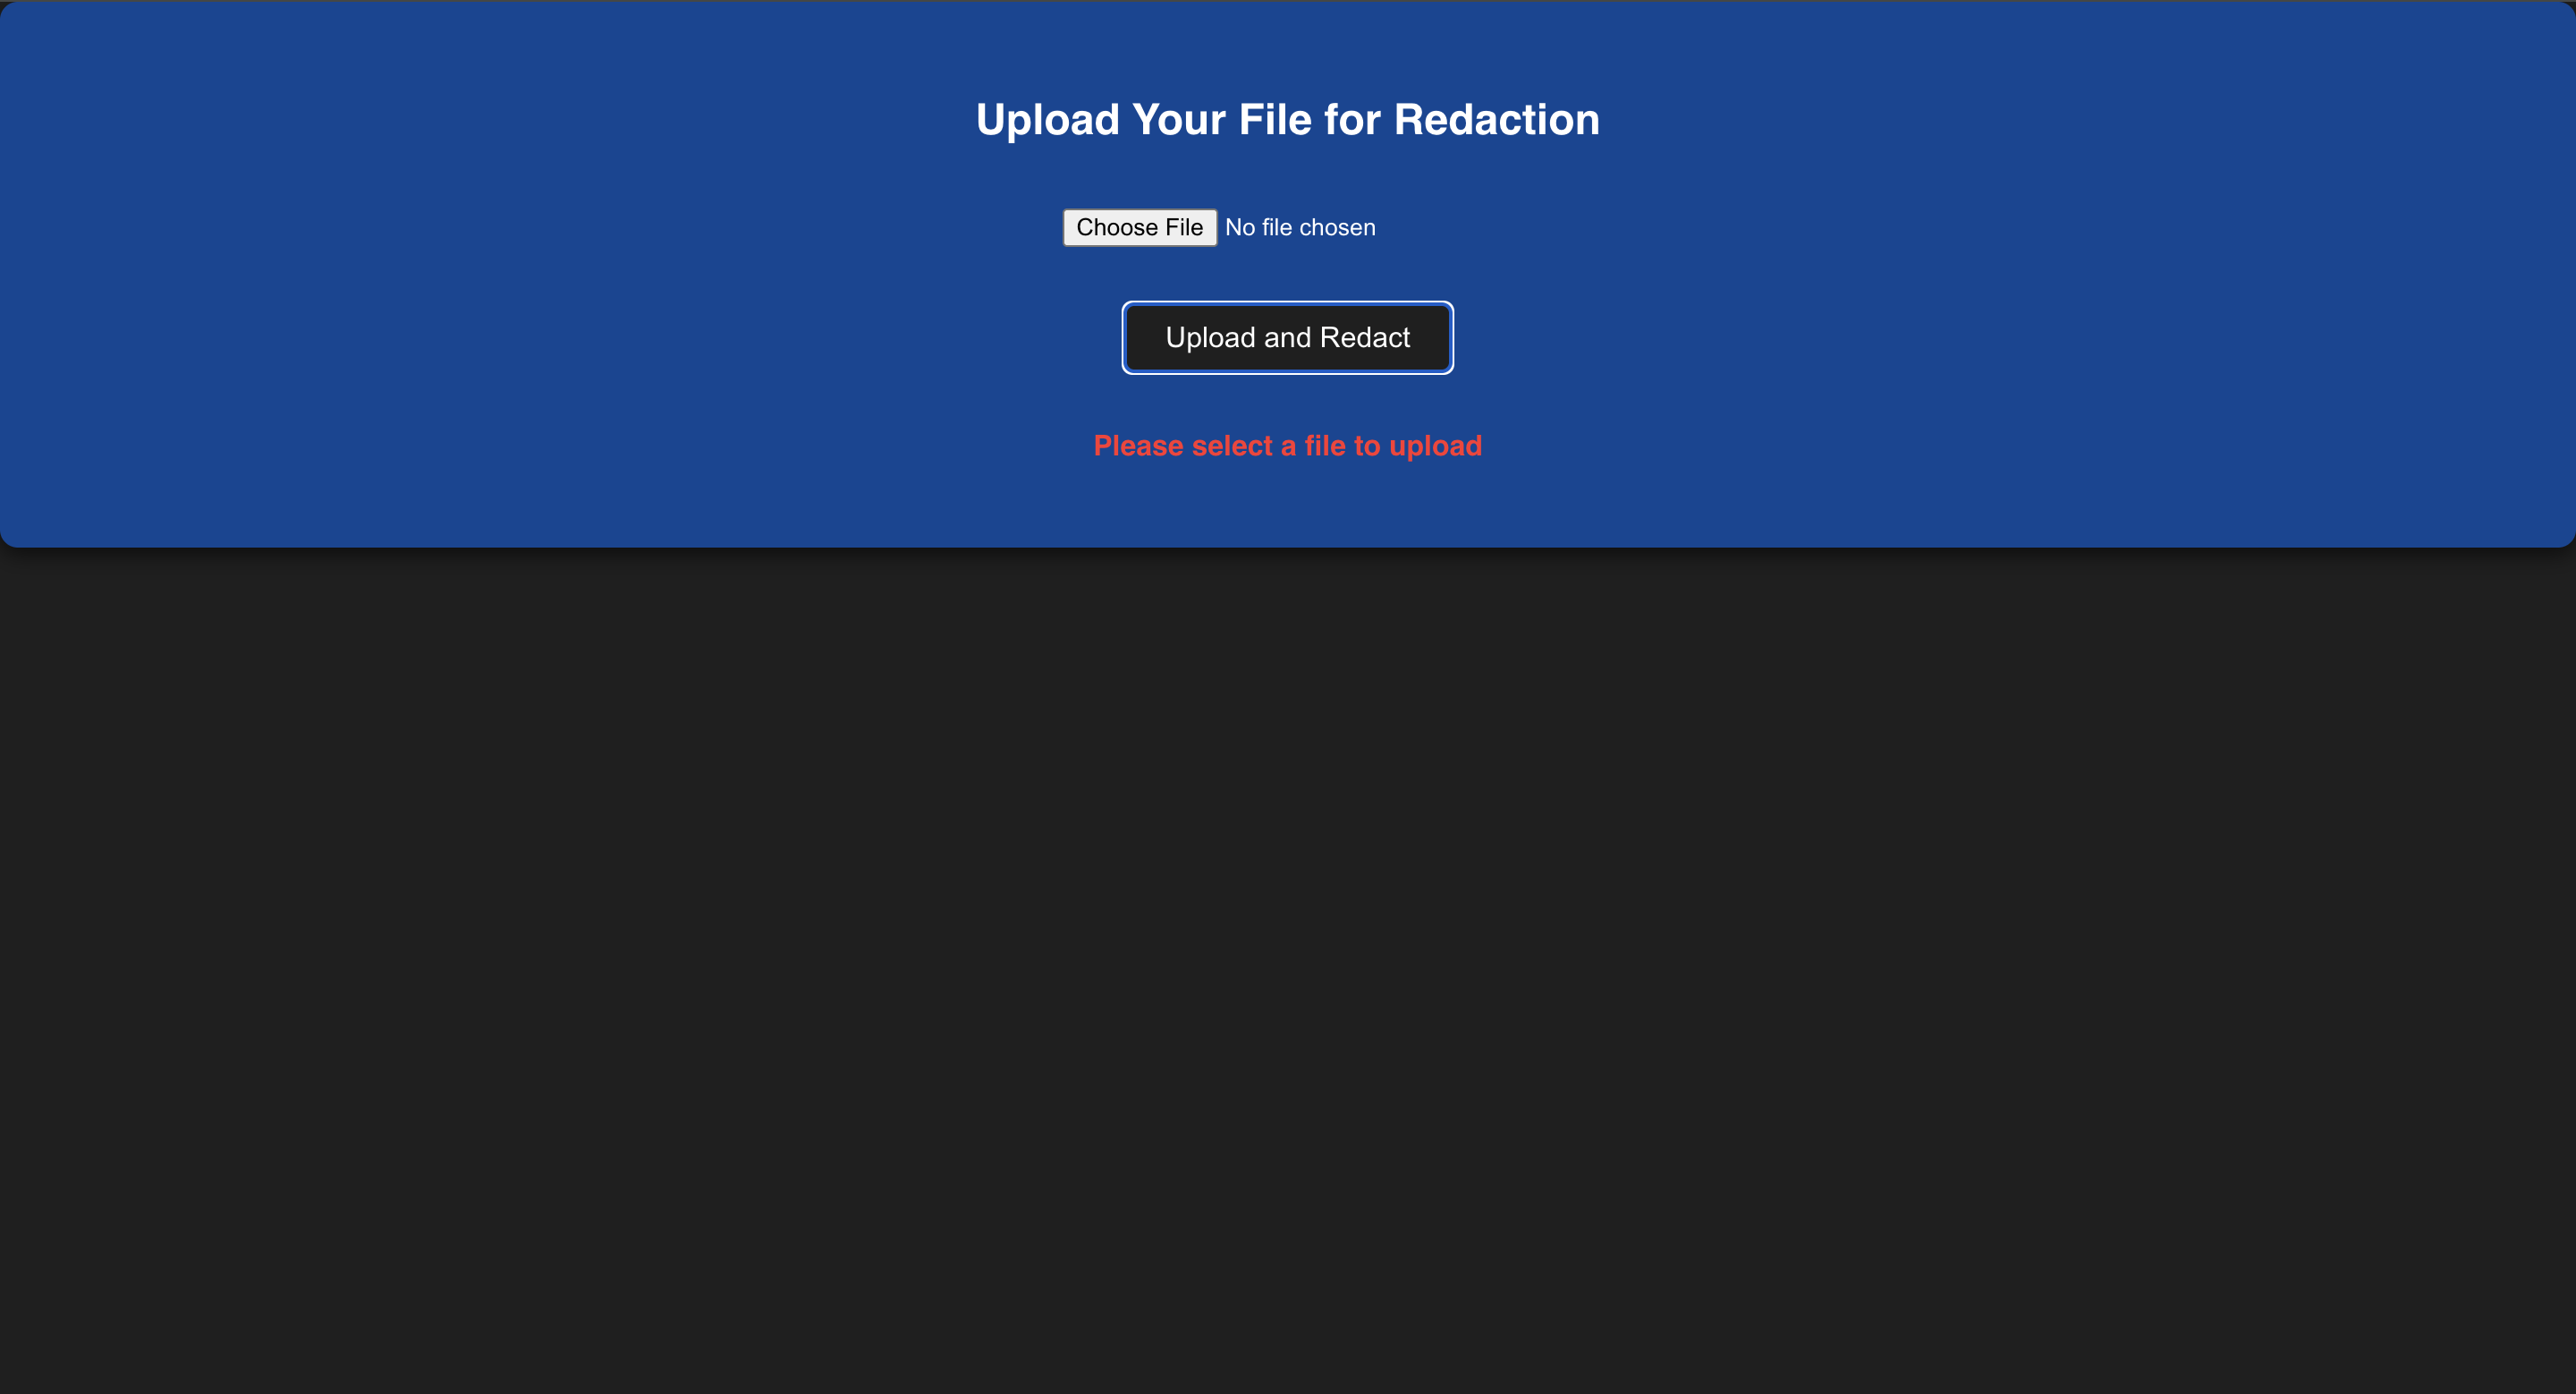 Upload Your File for Redaction
Choose File No file chosen
Upload and Redact
Please select a file to upload